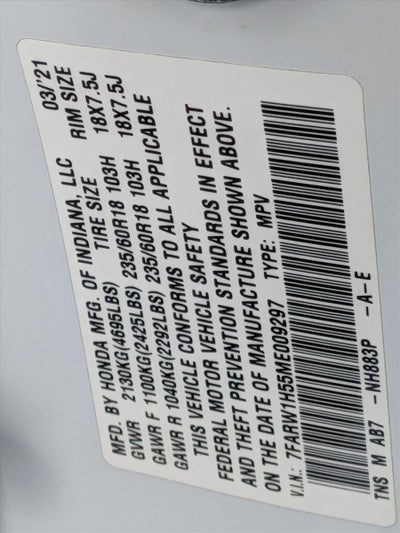 MFD. BY HONDA MFG. OF INDIANA, LLC 03/21
GVWR 2130KG(4695LBS) TIRE SIZE RIM SIZE
GAWR F 1100KG(2425LBS) 235/60R18 103H 18X7.5J
GAWR R 1040KG(2292LBS) 235/60R18 103H 18X7.5J
THIS VEHICLE CONFORMS TO ALL APPLICABLE
FEDERAL MOTOR VEHICLE SAFETY
AND THEFT PREVENTION STANDARDS IN EFFECT
ON THE DATE OF MANUFACTURE SHOWN ABOVE.
V.I.N.: 7FARW1H55ME009297 TYPE: MPV
TNS M AB7 -NH883P -A-E